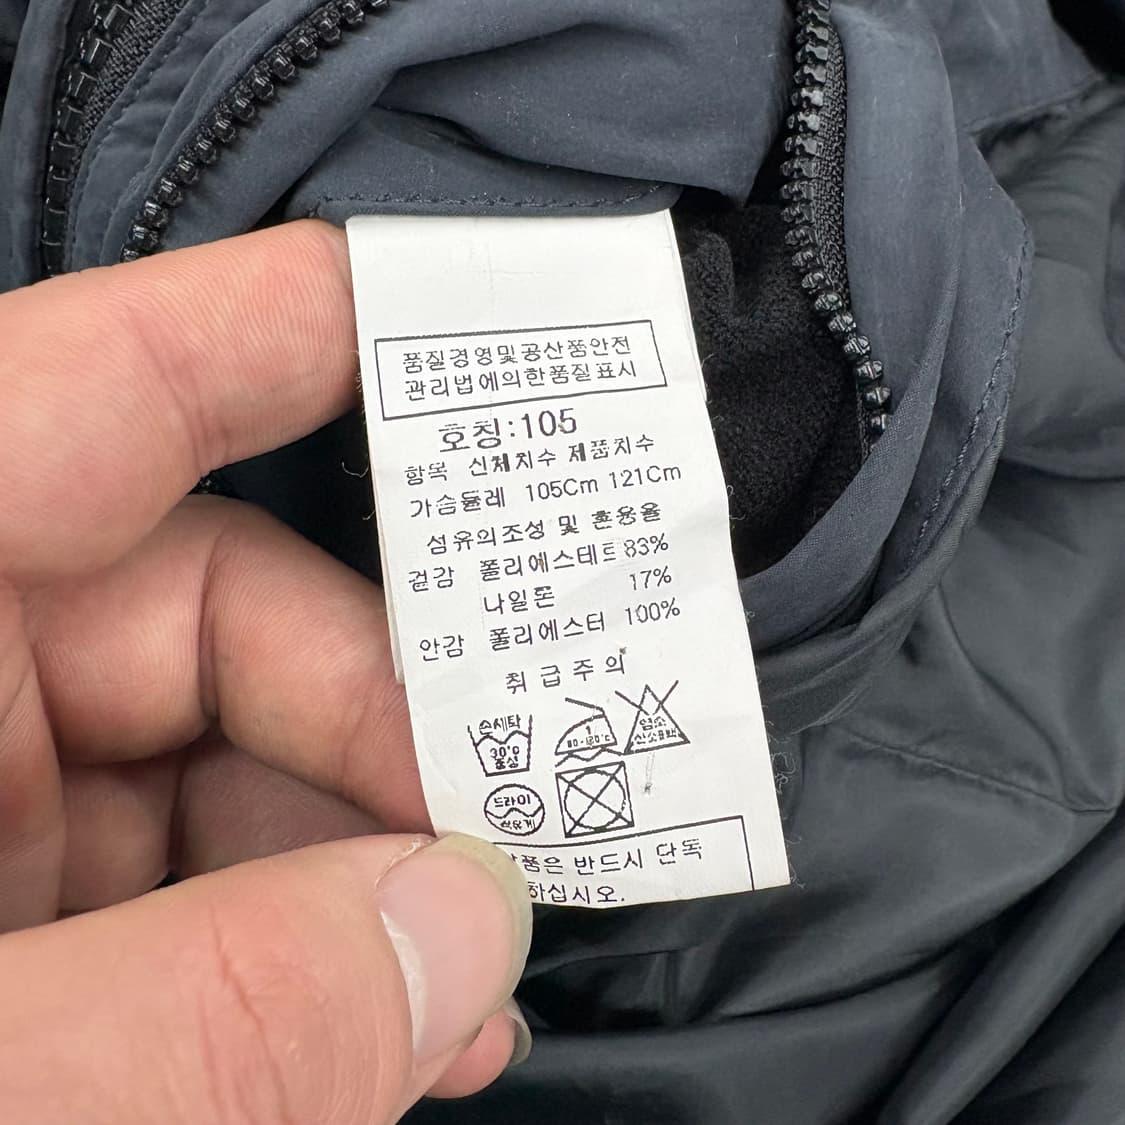 품질경영및공산품안전
관리법에의한품질표시
호칭:105
항목 신체치수 제품치수
가슴둘레 105Cm 121Cm
섬유의조성 및 혼용율
겉감 폴리에스테르 83%
나일론 17%
안감 폴리에스터 100%
취급주의
손세탁
30°C
중성
80-120°C
염소
산소표백
드라이
석유계
품은 반드시 단독
하십시오.